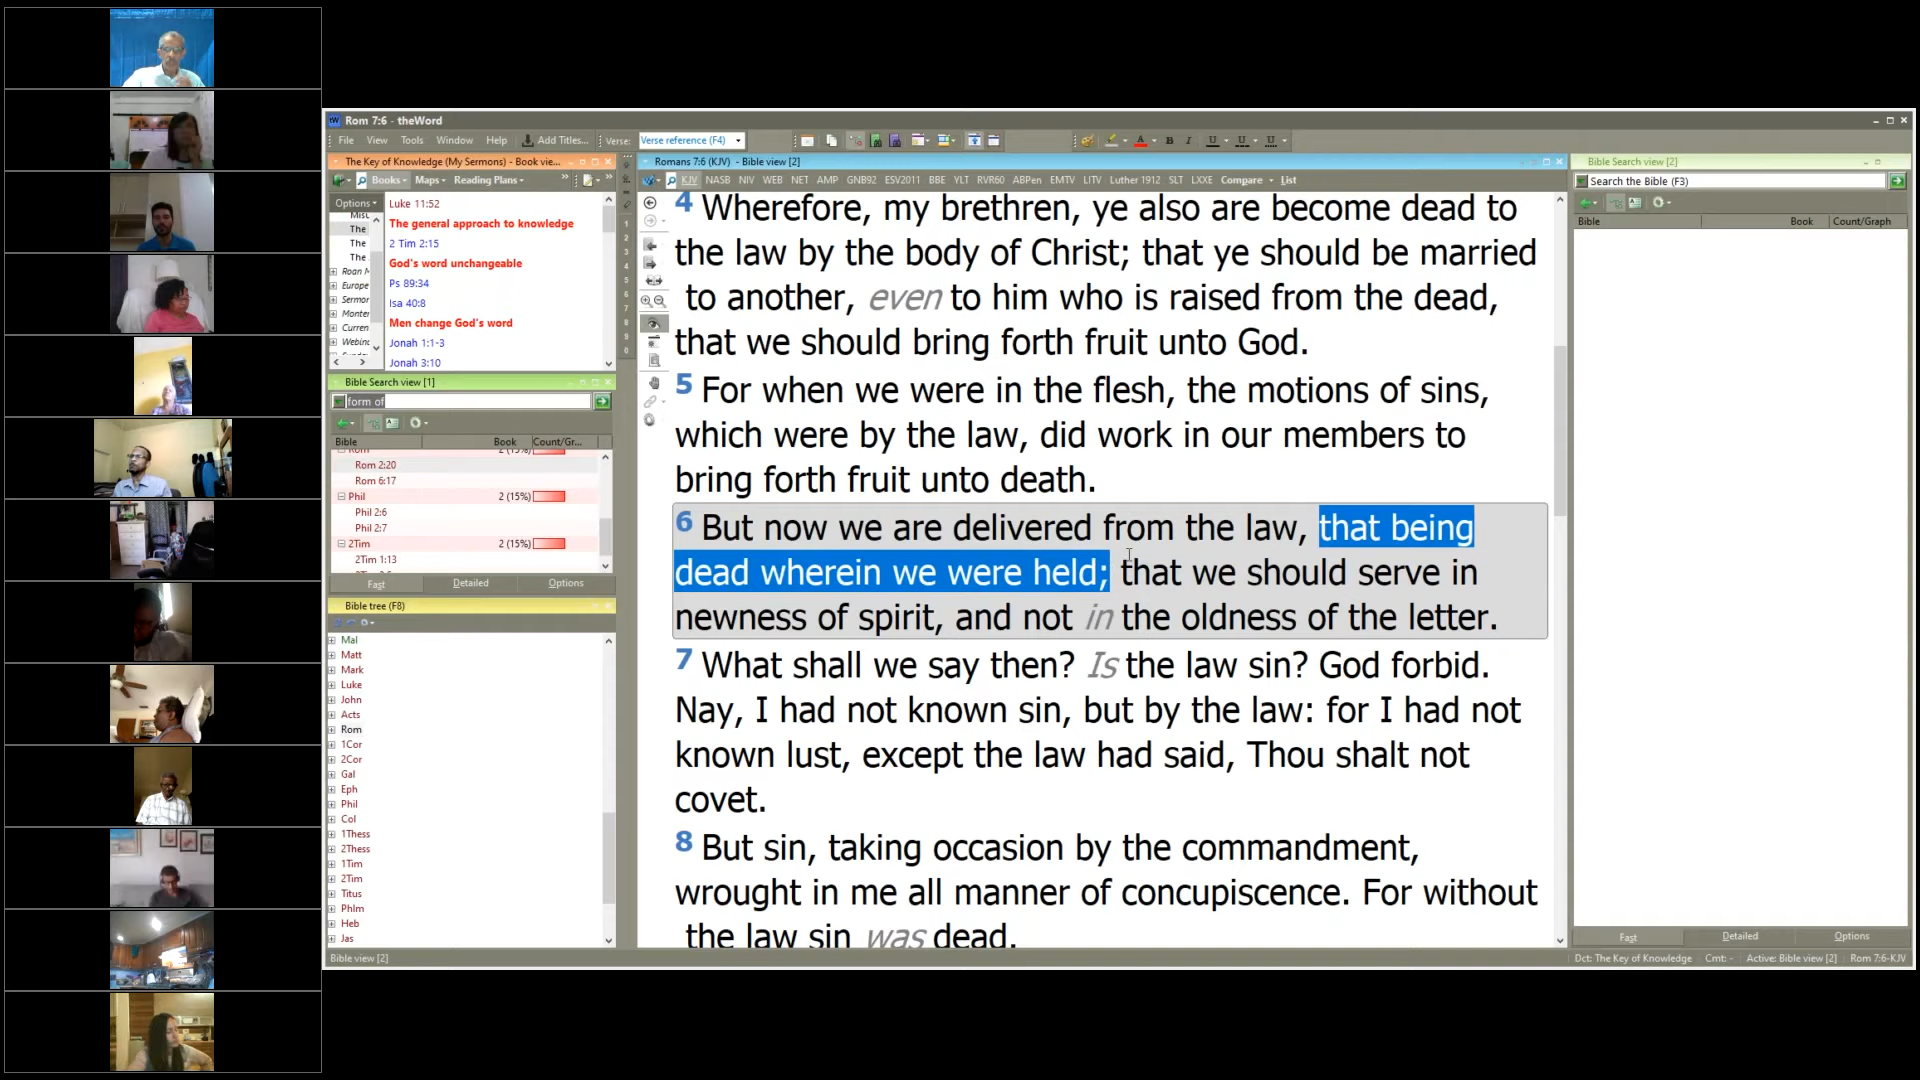 Rom 7:6 - theWord
File View Tools Window Help Add Titles... Verse: Verse reference (F4)
The Key of Knowledge (My Sermons) - Book vie...
Books Maps Reading Plans
Options
The
The
The
Roan M
Europe
Sermor
Monter
Curren
Webina
Luke 11:52
The general approach to knowledge
2 Tim 2:15
God's word unchangeable
Ps 89:34
Isa 40:8
Men change God's word
Jonah 1:1-3
Jonah 3:10
Bible Search view [1]
form of
Bible Book Count/Gr...
Rom 2 (15%)
Rom 2:20
Rom 6:17
Phil 2 (15%)
Phil 2:6
Phil 2:7
2Tim 2 (15%)
2Tim 1:13
Fast Detailed Options
Bible tree (F8)
Mal
Matt
Mark
Luke
John
Acts
Rom
1Cor
2Cor
Gal
Eph
Phil
Col
1Thess
2Thess
1Tim
2Tim
Titus
Phlm
Heb
Jas
Romans 7:6 (KJV) - Bible view [2]
KJV NASB NIV WEB NET AMP GNB92 ESV2011 BBE YLT RVR60 ABPen EMTV LITV Luther 1912 SLT LXXE Compare List
4 Wherefore, my brethren, ye also are become dead to
the law by the body of Christ; that ye should be married
to another, even to him who is raised from the dead,
that we should bring forth fruit unto God.
5 For when we were in the flesh, the motions of sins,
which were by the law, did work in our members to
bring forth fruit unto death.
6 But now we are delivered from the law, that being
dead wherein we were held; that we should serve in
newness of spirit, and not in the oldness of the letter.
7 What shall we say then? Is the law sin? God forbid.
Nay, I had not known sin, but by the law: for I had not
known lust, except the law had said, Thou shalt not
covet.
8 But sin, taking occasion by the commandment,
wrought in me all manner of concupiscence. For without
the law sin was dead.
Bible Search view [2]
Search the Bible (F3)
Bible Book Count/Graph
Fast Detailed Options
Bible view [2] Dct: The Key of Knowledge Cmt: - Active: Bible view [2] Rom 7:6-KJV